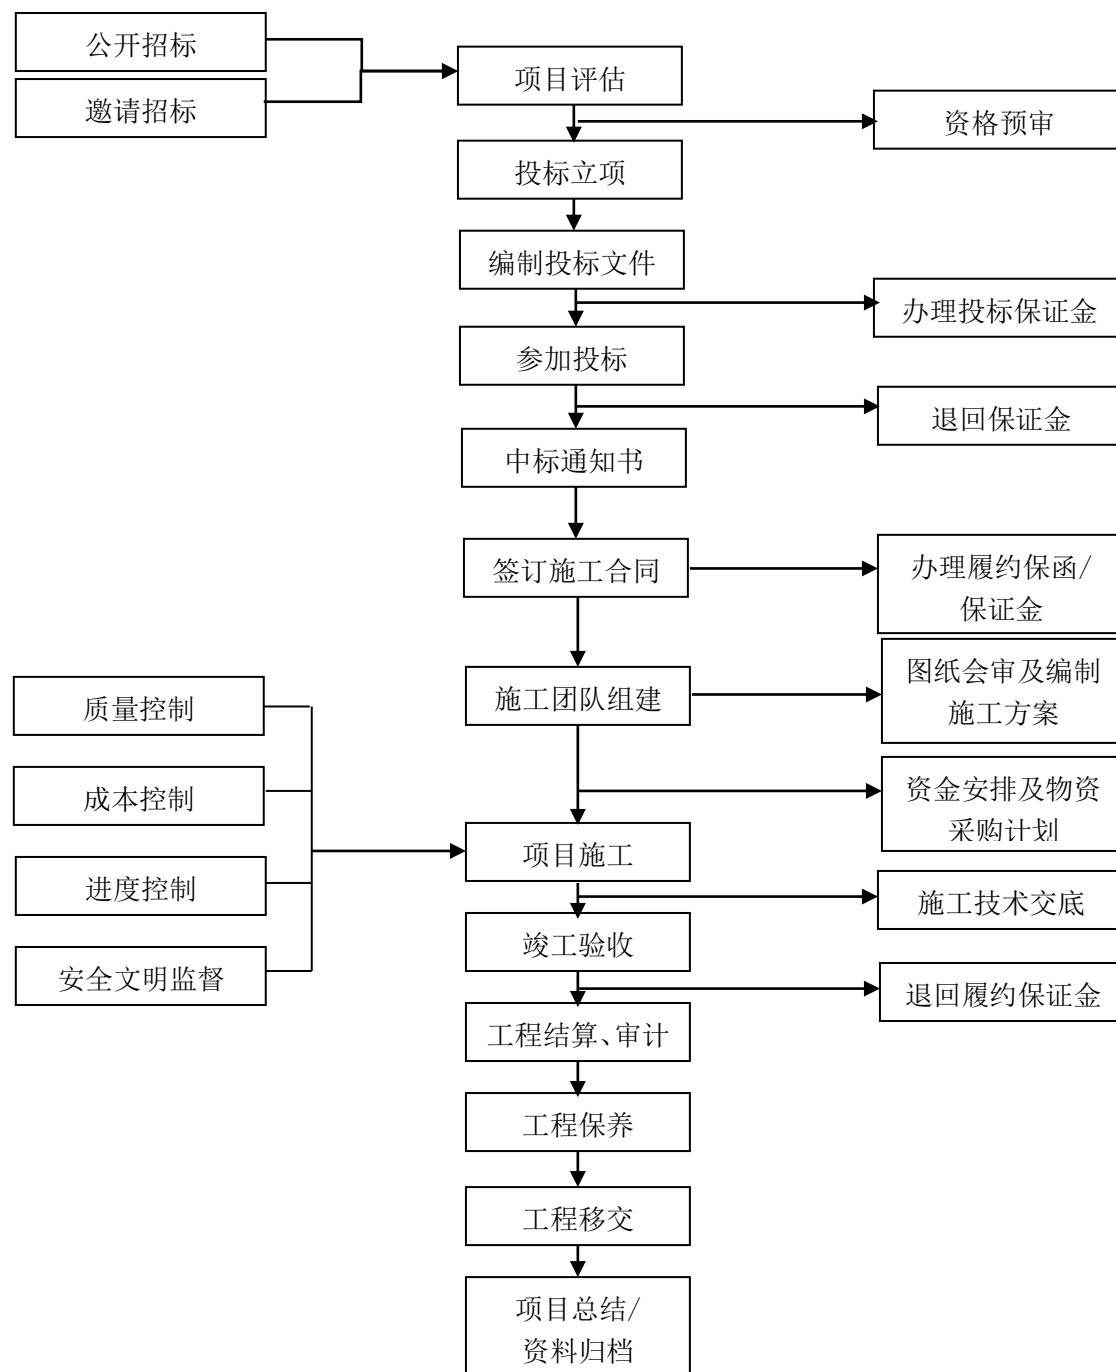 公开招标
邀请招标
项目评估
资格预审
投标立项
编制投标文件
办理投标保证金
参加投标
退回保证金
中标通知书
签订施工合同
办理履约保函/
保证金
施工团队组建
图纸会审及编制
施工方案
质量控制
成本控制
进度控制
安全文明监督
资金安排及物资
采购计划
项目施工
施工技术交底
竣工验收
退回履约保证金
工程结算、审计
工程保养
工程移交
项目总结/
资料归档